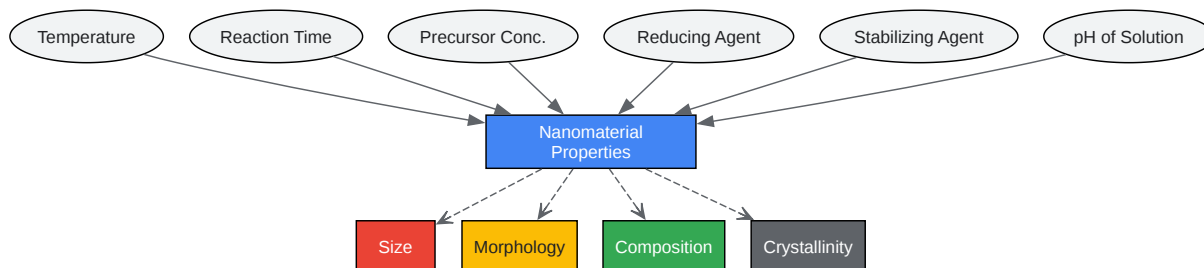 Temperature
Reaction Time
Precursor Conc.
Reducing Agent
Stabilizing Agent
pH of Solution
Nanomaterial
Properties
Size
Morphology
Composition
Crystallinity